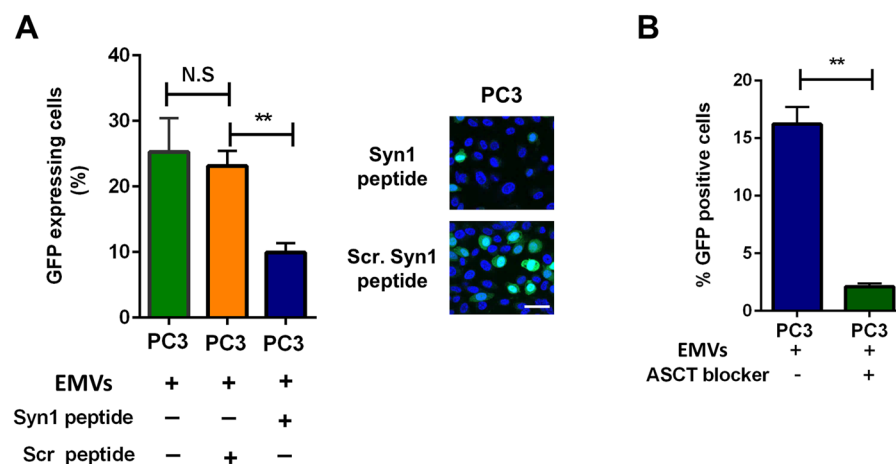 A
GFP expressing cells
(%)
40
30
20
10
0
N.S
**
PC3 PC3 PC3
EMVs + + +
Syn1 peptide – – +
Scr peptide – + –
PC3
Syn1
peptide
Scr. Syn1
peptide
B
% GFP positive cells
20
15
10
5
0
**
PC3 PC3
EMVs + +
ASCT blocker - +